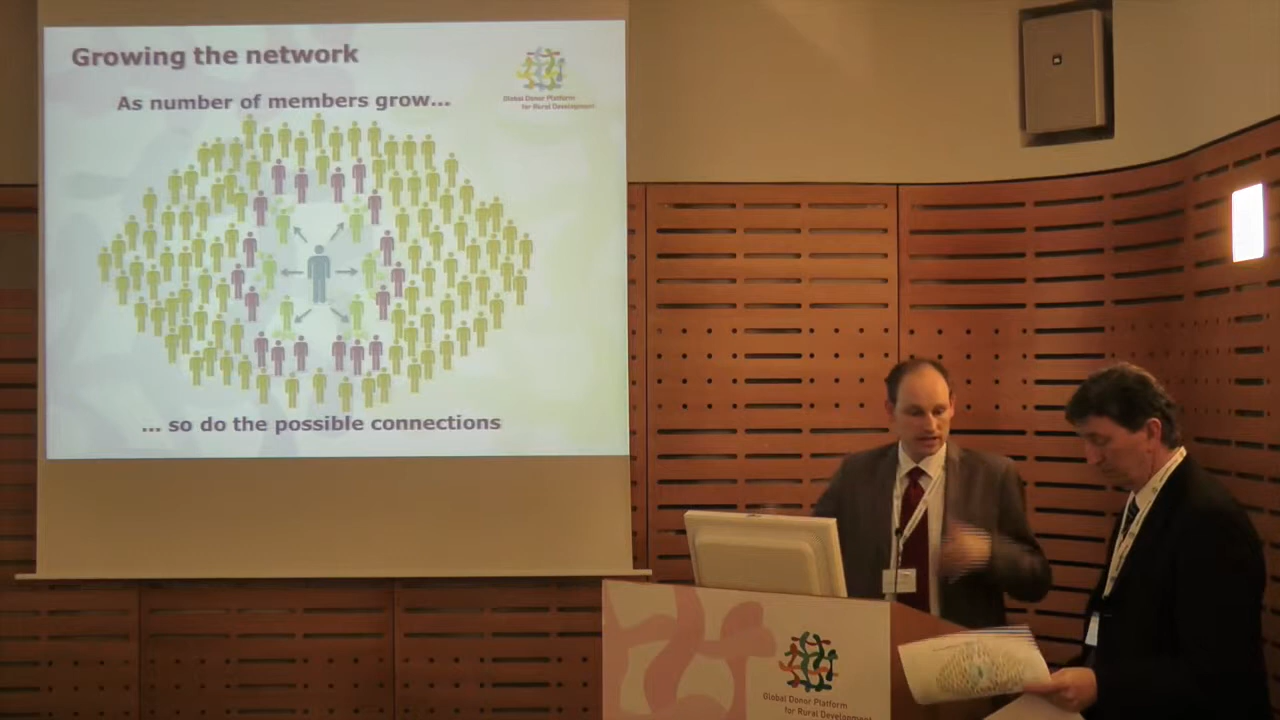 Growing the network
As number of members grow...
Global Donor Platform
for Rural Development
... so do the possible connections
Global Donor Platform
for Rural Development